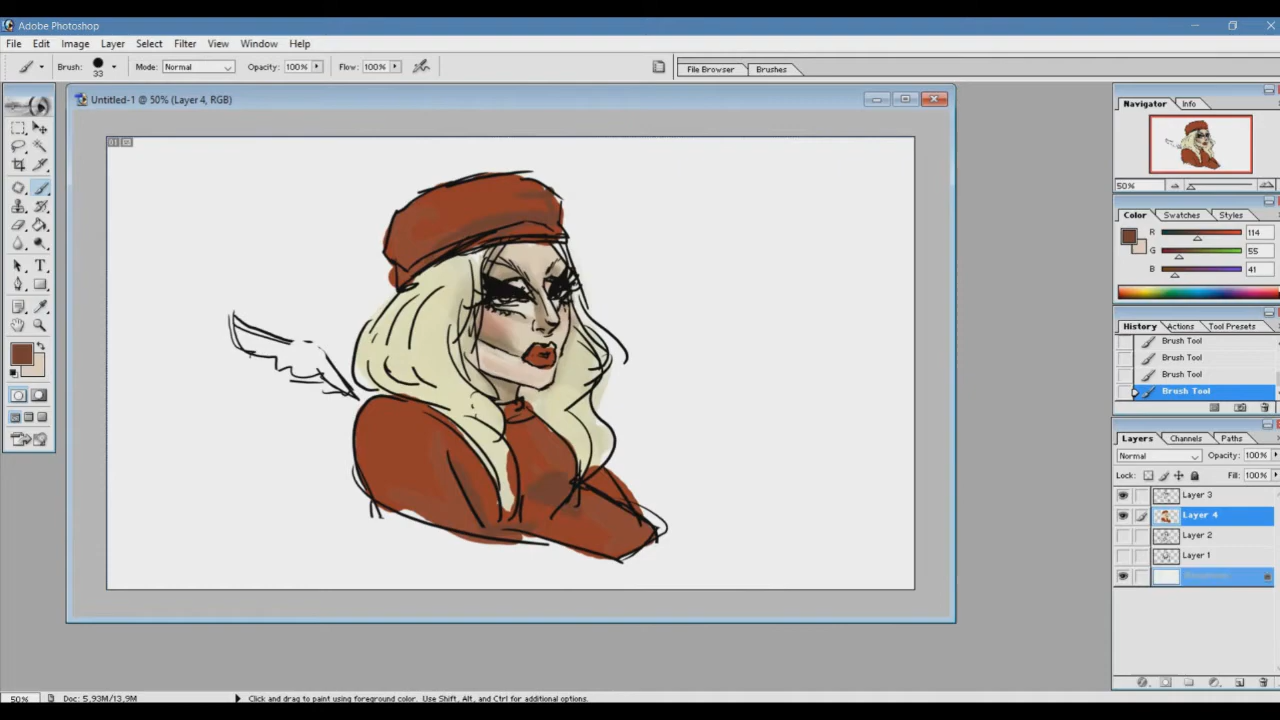 Adobe Photoshop
File Edit Image Layer Select Filter View Window Help
Brush: 33 Mode: Normal Opacity: 100% Flow: 100% File Browser Brushes
Untitled-1 @ 50% (Layer 4, RGB)
Navigator Info
50%
Color Swatches Styles
R 114
G 55
B 41
History Actions Tool Presets
Brush Tool
Brush Tool
Brush Tool
Brush Tool
Layers Channels Paths
Normal Opacity: 100%
Lock: Fill: 100%
Layer 3
Layer 4
Layer 2
Layer 1
50% Doc: 5.93M/13.9M Click and drag to paint using foreground color. Use Shift, Alt, and Ctrl for additional options.